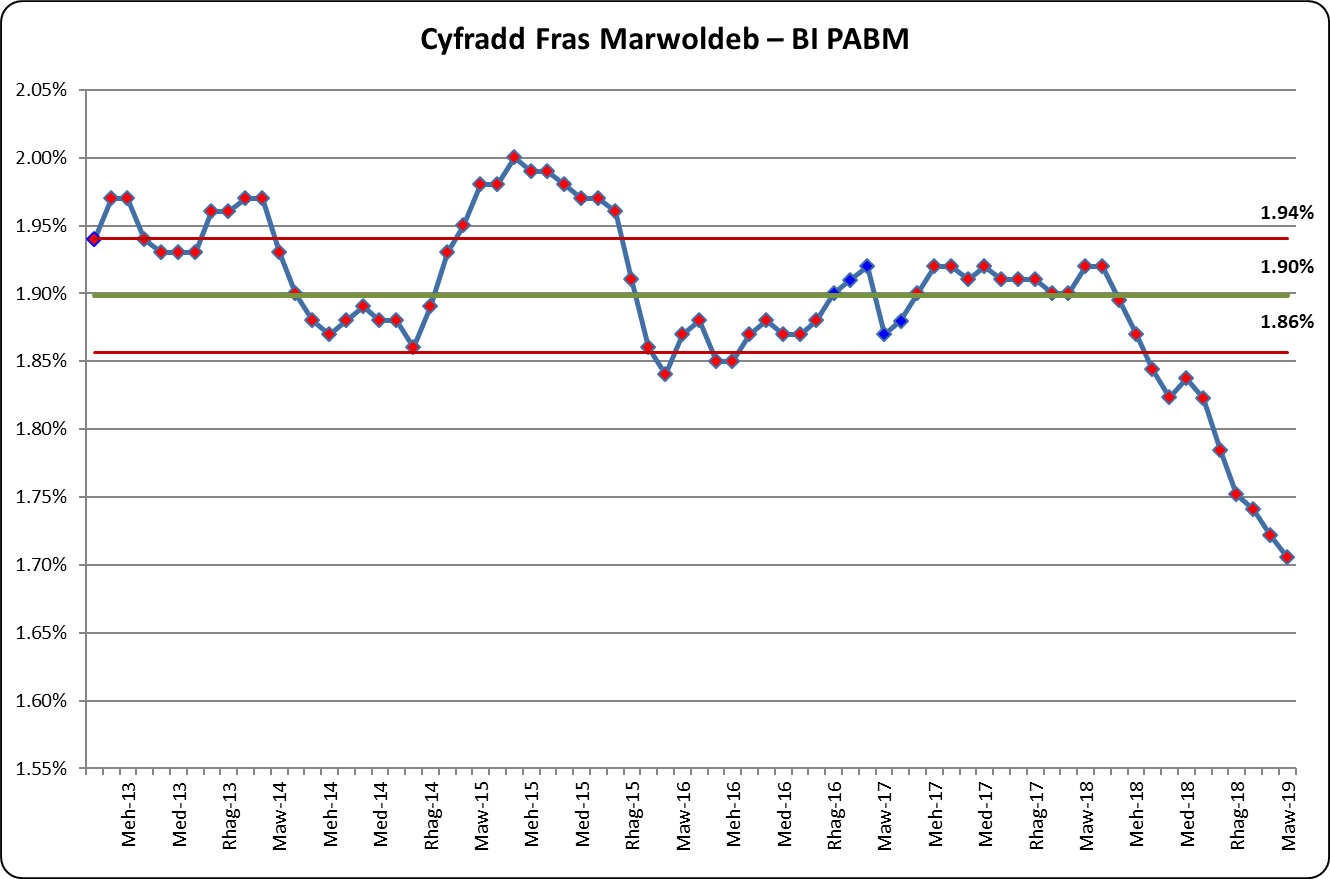 Cyfradd Fras Marwoldeb – BI PABM
2.05%
2.00%
1.95%
1.90%
1.85%
1.80%
1.75%
1.70%
1.65%
1.60%
1.55%
1.94%
1.90%
1.86%
Meh-13
Med-13
Rhag-13
Maw-14
Meh-14
Med-14
Rhag-14
Maw-15
Meh-15
Med-15
Rhag-15
Maw-16
Meh-16
Med-16
Rhag-16
Maw-17
Meh-17
Med-17
Rhag-17
Maw-18
Meh-18
Med-18
Rhag-18
Maw-19